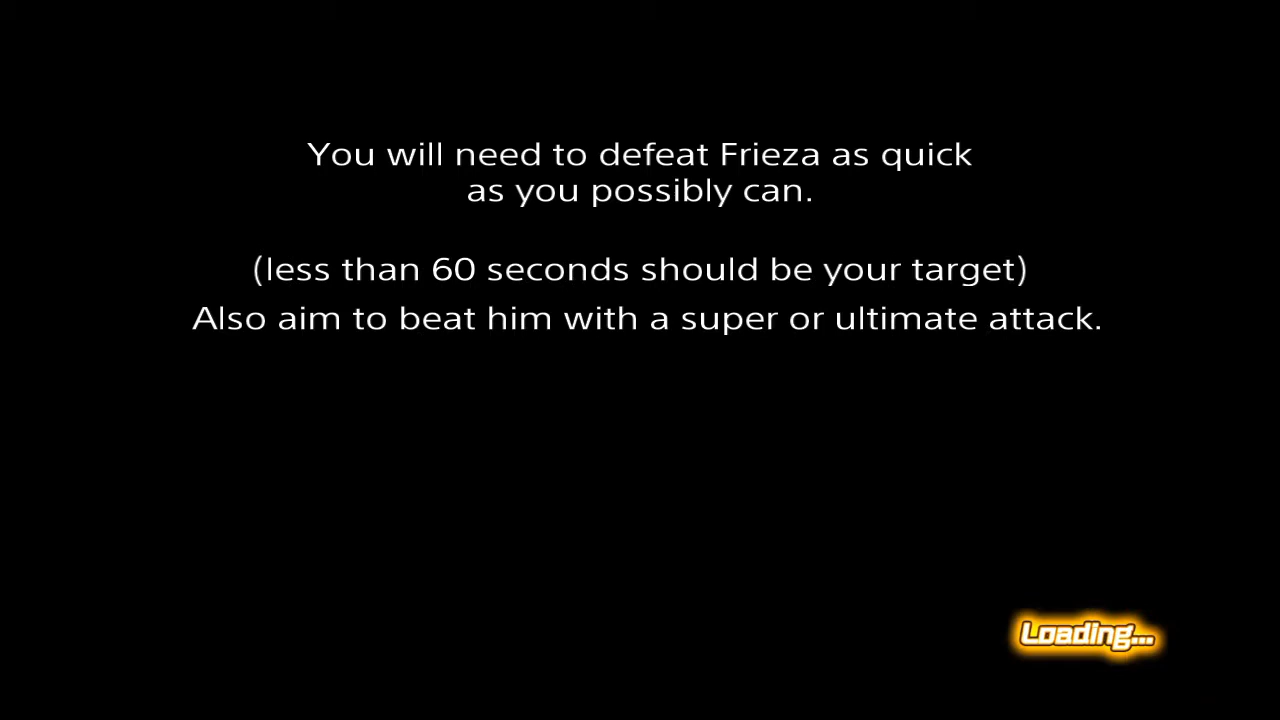 You will need to defeat Frieza as quick
as you possibly can.
(less than 60 seconds should be your target)
Also aim to beat him with a super or ultimate attack.
Loading...